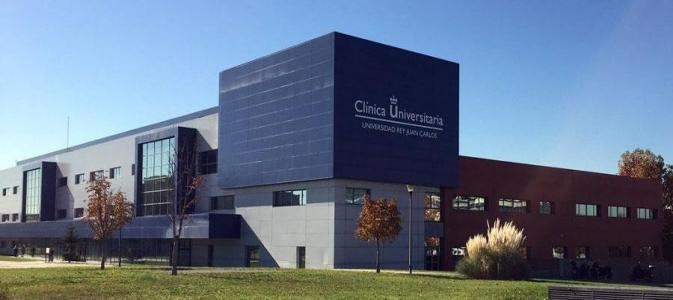 Clínica Universitaria
UNIVERSIDAD REY JUAN CARLOS